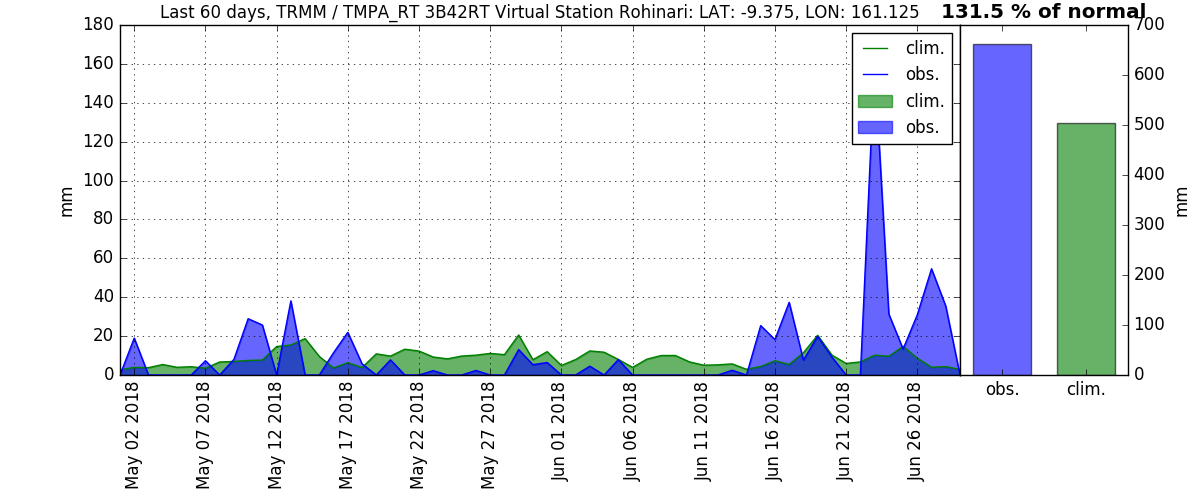 Last 60 days, TRMM / TMPA_RT 3B42RT Virtual Station Rohinari: LAT: -9.375, LON: 161.125
131.5 % of normal
180
160
140
120
100
80
60
40
20
0
mm
clim.
obs.
clim.
obs.
700
600
500
400
300
200
100
0
mm
May 02 2018
May 07 2018
May 12 2018
May 17 2018
May 22 2018
May 27 2018
Jun 01 2018
Jun 06 2018
Jun 11 2018
Jun 16 2018
Jun 21 2018
Jun 26 2018
obs.
clim.